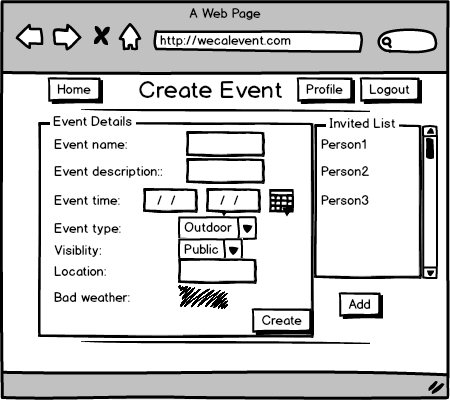 A Web Page
http://wecalevent.com
Home
Create Event
Profile
Logout
Event Details
Event name:
Event description::
Event time:
/ /
/ /
Event type:
Outdoor
Visiblity:
Public
Location:
Bad weather:
Create
Invited List
Person1
Person2
Person3
Add